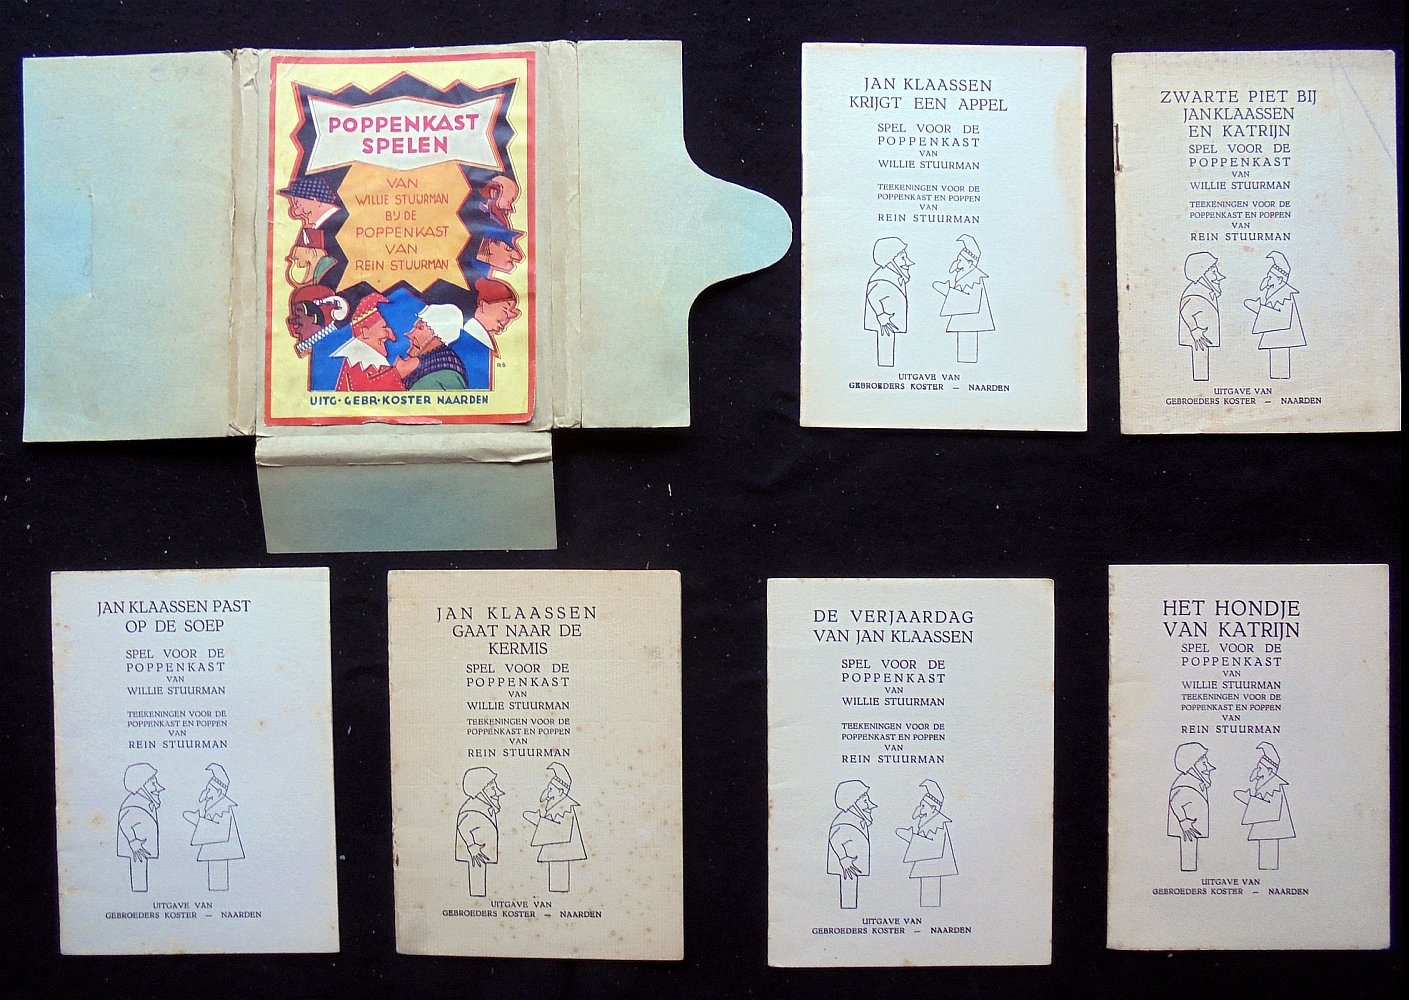 POPPENKAST
SPELEN
VAN
WILLIE STUURMAN
BIJ DE
POPPENKAST
VAN
REIN STUURMAN
RB
UITG·GEBR·KOSTER NAARDEN
JAN KLAASSEN
KRIJGT EEN APPEL
SPEL VOOR DE
POPPENKAST
VAN
WILLIE STUURMAN
TEEKENINGEN VOOR DE
POPPENKAST EN POPPEN
VAN
REIN STUURMAN
UITGAVE VAN
GEBROEDERS KOSTER — NAARDEN
ZWARTE PIET BIJ
JAN KLAASSEN
EN KATRIJN
SPEL VOOR DE
POPPENKAST
VAN
WILLIE STUURMAN
TEEKENINGEN VOOR DE
POPPENKAST EN POPPEN
VAN
REIN STUURMAN
UITGAVE VAN
GEBROEDERS KOSTER — NAARDEN
JAN KLAASSEN PAST
OP DE SOEP
SPEL VOOR DE
POPPENKAST
VAN
WILLIE STUURMAN
TEEKENINGEN VOOR DE
POPPENKAST EN POPPEN
VAN
REIN STUURMAN
UITGAVE VAN
GEBROEDERS KOSTER — NAARDEN
JAN KLAASSEN
GAAT NAAR DE
KERMIS
SPEL VOOR DE
POPPENKAST
VAN
WILLIE STUURMAN
TEEKENINGEN VOOR DE
POPPENKAST EN POPPEN
VAN
REIN STUURMAN
UITGAVE VAN
GEBROEDERS KOSTER — NAARDEN
DE VERJAARDAG
VAN JAN KLAASSEN
SPEL VOOR DE
POPPENKAST
VAN
WILLIE STUURMAN
TEEKENINGEN VOOR DE
POPPENKAST EN POPPEN
VAN
REIN STUURMAN
UITGAVE VAN
GEBROEDERS KOSTER — NAARDEN
HET HONDJE
VAN KATRIJN
SPEL VOOR DE
POPPENKAST
VAN
WILLIE STUURMAN
TEEKENINGEN VOOR DE
POPPENKAST EN POPPEN
VAN
REIN STUURMAN
UITGAVE VAN
GEBROEDERS KOSTER — NAARDEN